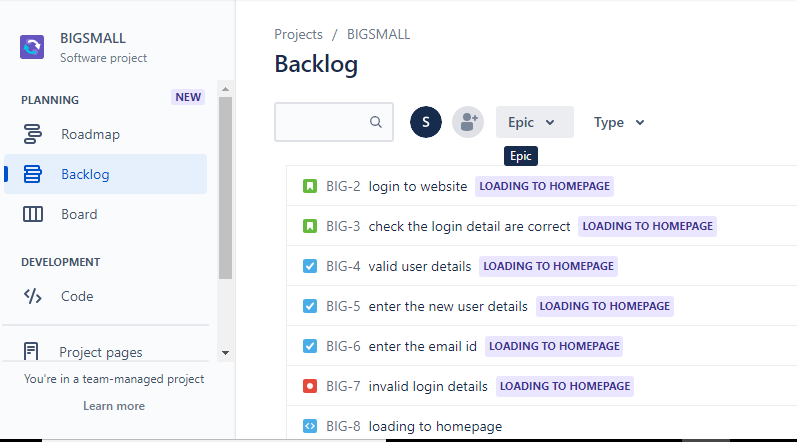 BIGSMALL
Software project
PLANNING NEW
Roadmap
Backlog
Board
DEVELOPMENT
Code
Project pages
You're in a team-managed project
Learn more
Projects / BIGSMALL
Backlog
S Epic Type
Epic
BIG-2 login to website LOADING TO HOMEPAGE
BIG-3 check the login detail are correct LOADING TO HOMEPAGE
BIG-4 valid user details LOADING TO HOMEPAGE
BIG-5 enter the new user details LOADING TO HOMEPAGE
BIG-6 enter the email id LOADING TO HOMEPAGE
BIG-7 invalid login details LOADING TO HOMEPAGE
BIG-8 loading to homepage